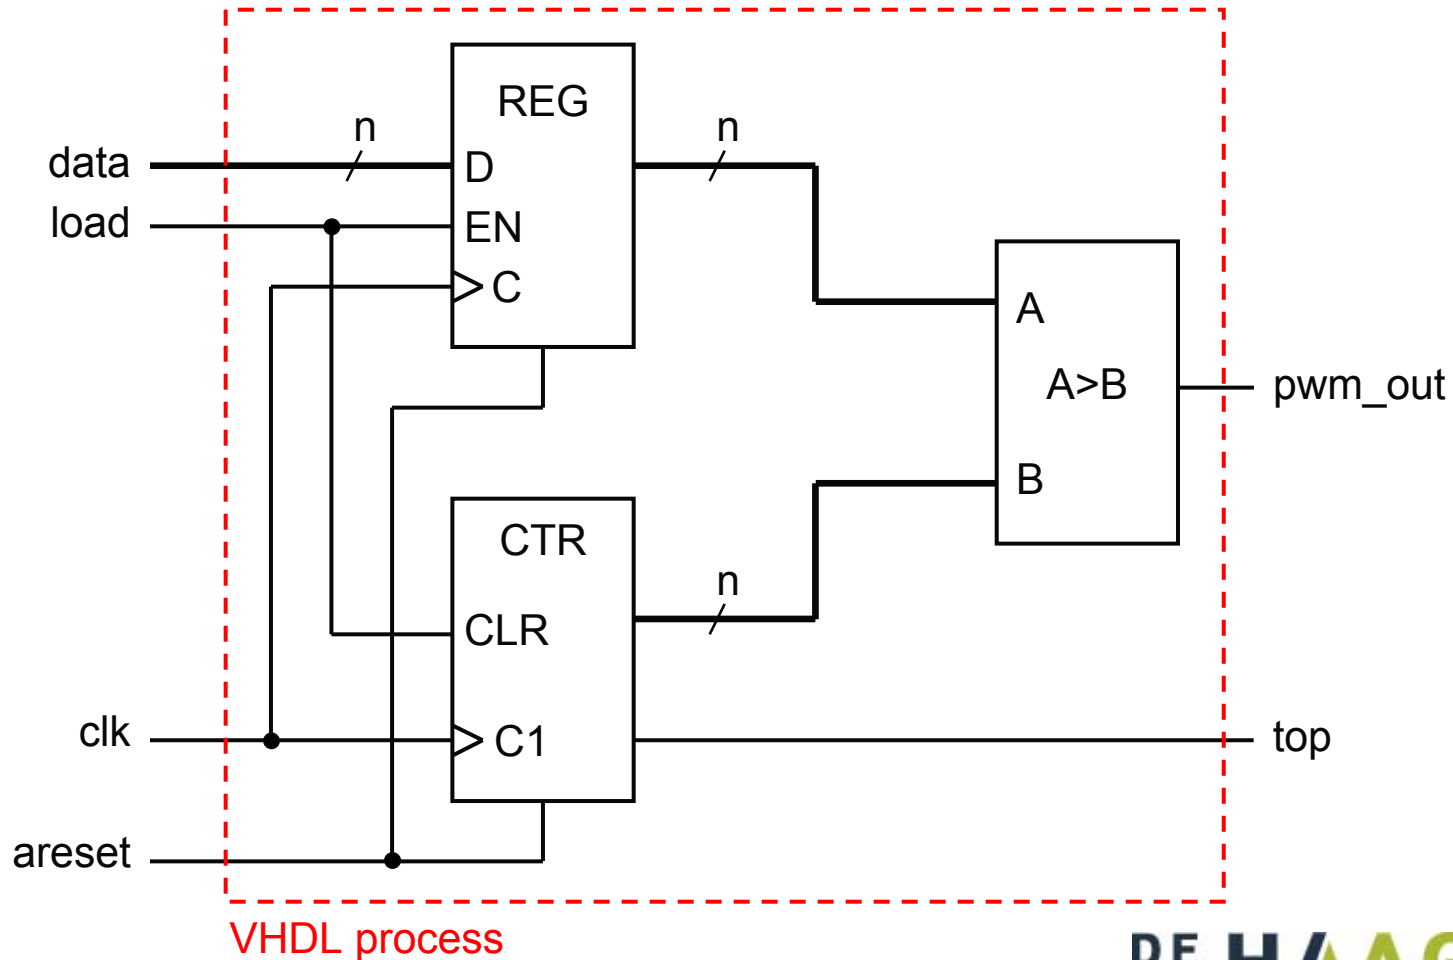 REG
n
n
data
D
load
EN
C
A
A>B
pwm_out
B
CTR
n
CLR
clk
C1
top
areset
VHDL process